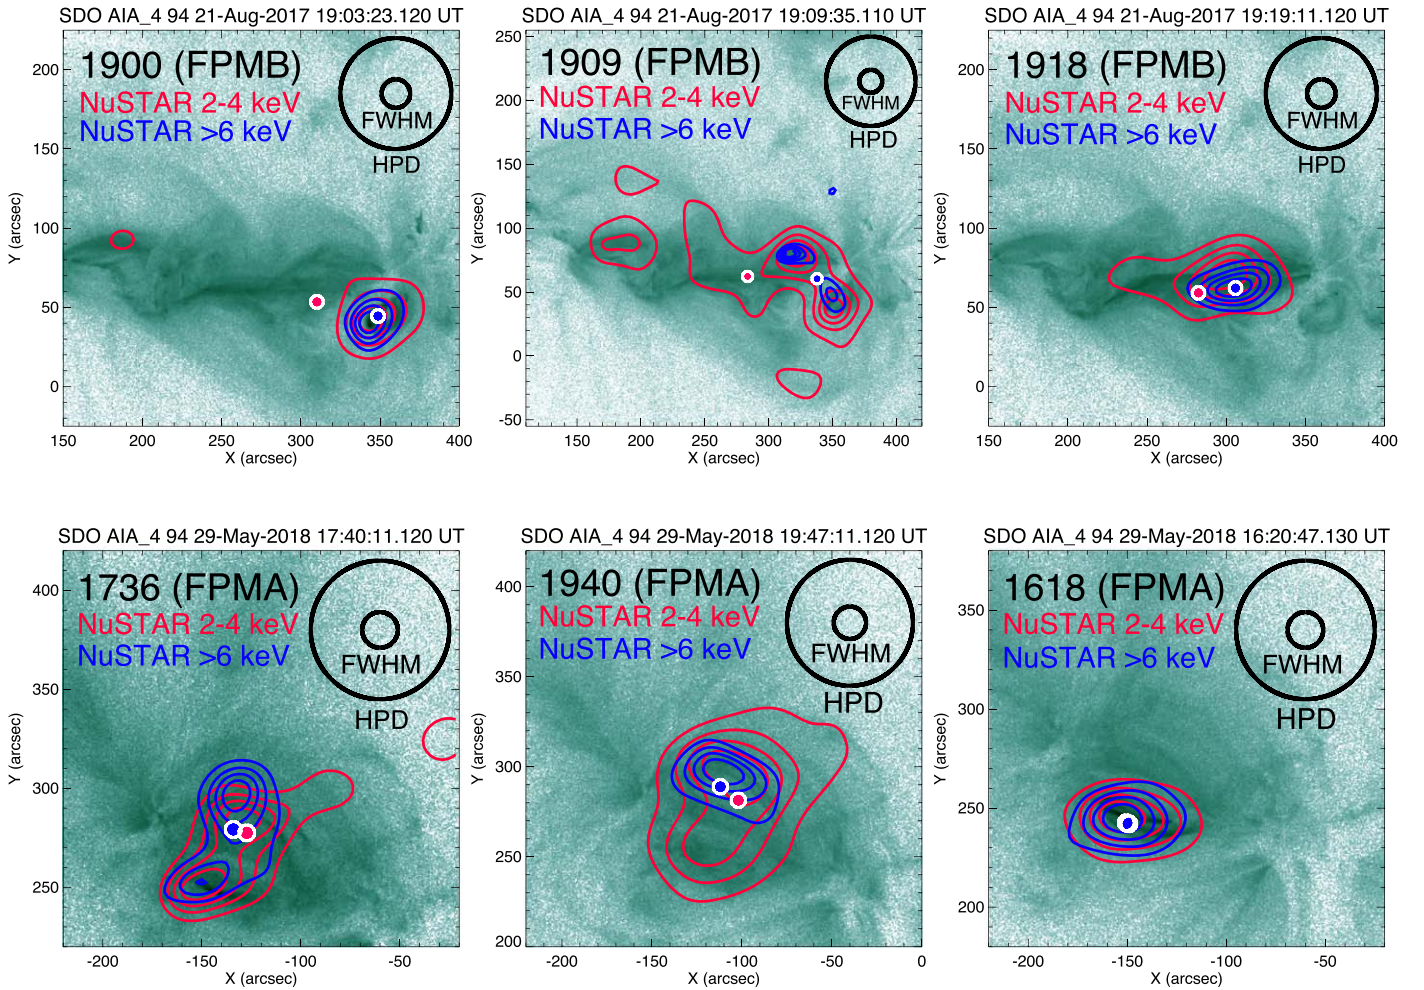 SDO AIA_4 94 21-Aug-2017 19:03:23.120 UT
1900 (FPMB)
NuSTAR 2-4 keV
NuSTAR >6 keV
FWHM
HPD
Y (arcsec)
200
150
100
50
0
150 200 250 300 350 400
X (arcsec)
SDO AIA_4 94 21-Aug-2017 19:09:35.110 UT
1909 (FPMB)
NuSTAR 2-4 keV
NuSTAR >6 keV
FWHM
HPD
Y (arcsec)
250
200
150
100
50
0
-50
150 200 250 300 350 400
X (arcsec)
SDO AIA_4 94 21-Aug-2017 19:19:11.120 UT
1918 (FPMB)
NuSTAR 2-4 keV
NuSTAR >6 keV
FWHM
HPD
Y (arcsec)
200
150
100
50
0
150 200 250 300 350 400
X (arcsec)
SDO AIA_4 94 29-May-2018 17:40:11.120 UT
1736 (FPMA)
NuSTAR 2-4 keV
NuSTAR >6 keV
FWHM
HPD
Y (arcsec)
400
350
300
250
-200 -150 -100 -50
X (arcsec)
SDO AIA_4 94 29-May-2018 19:47:11.120 UT
1940 (FPMA)
NuSTAR 2-4 keV
NuSTAR >6 keV
FWHM
HPD
Y (arcsec)
400
350
300
250
200
-200 -150 -100 -50 0
X (arcsec)
SDO AIA_4 94 29-May-2018 16:20:47.130 UT
1618 (FPMA)
NuSTAR 2-4 keV
NuSTAR >6 keV
FWHM
HPD
Y (arcsec)
350
300
250
200
-200 -150 -100 -50
X (arcsec)